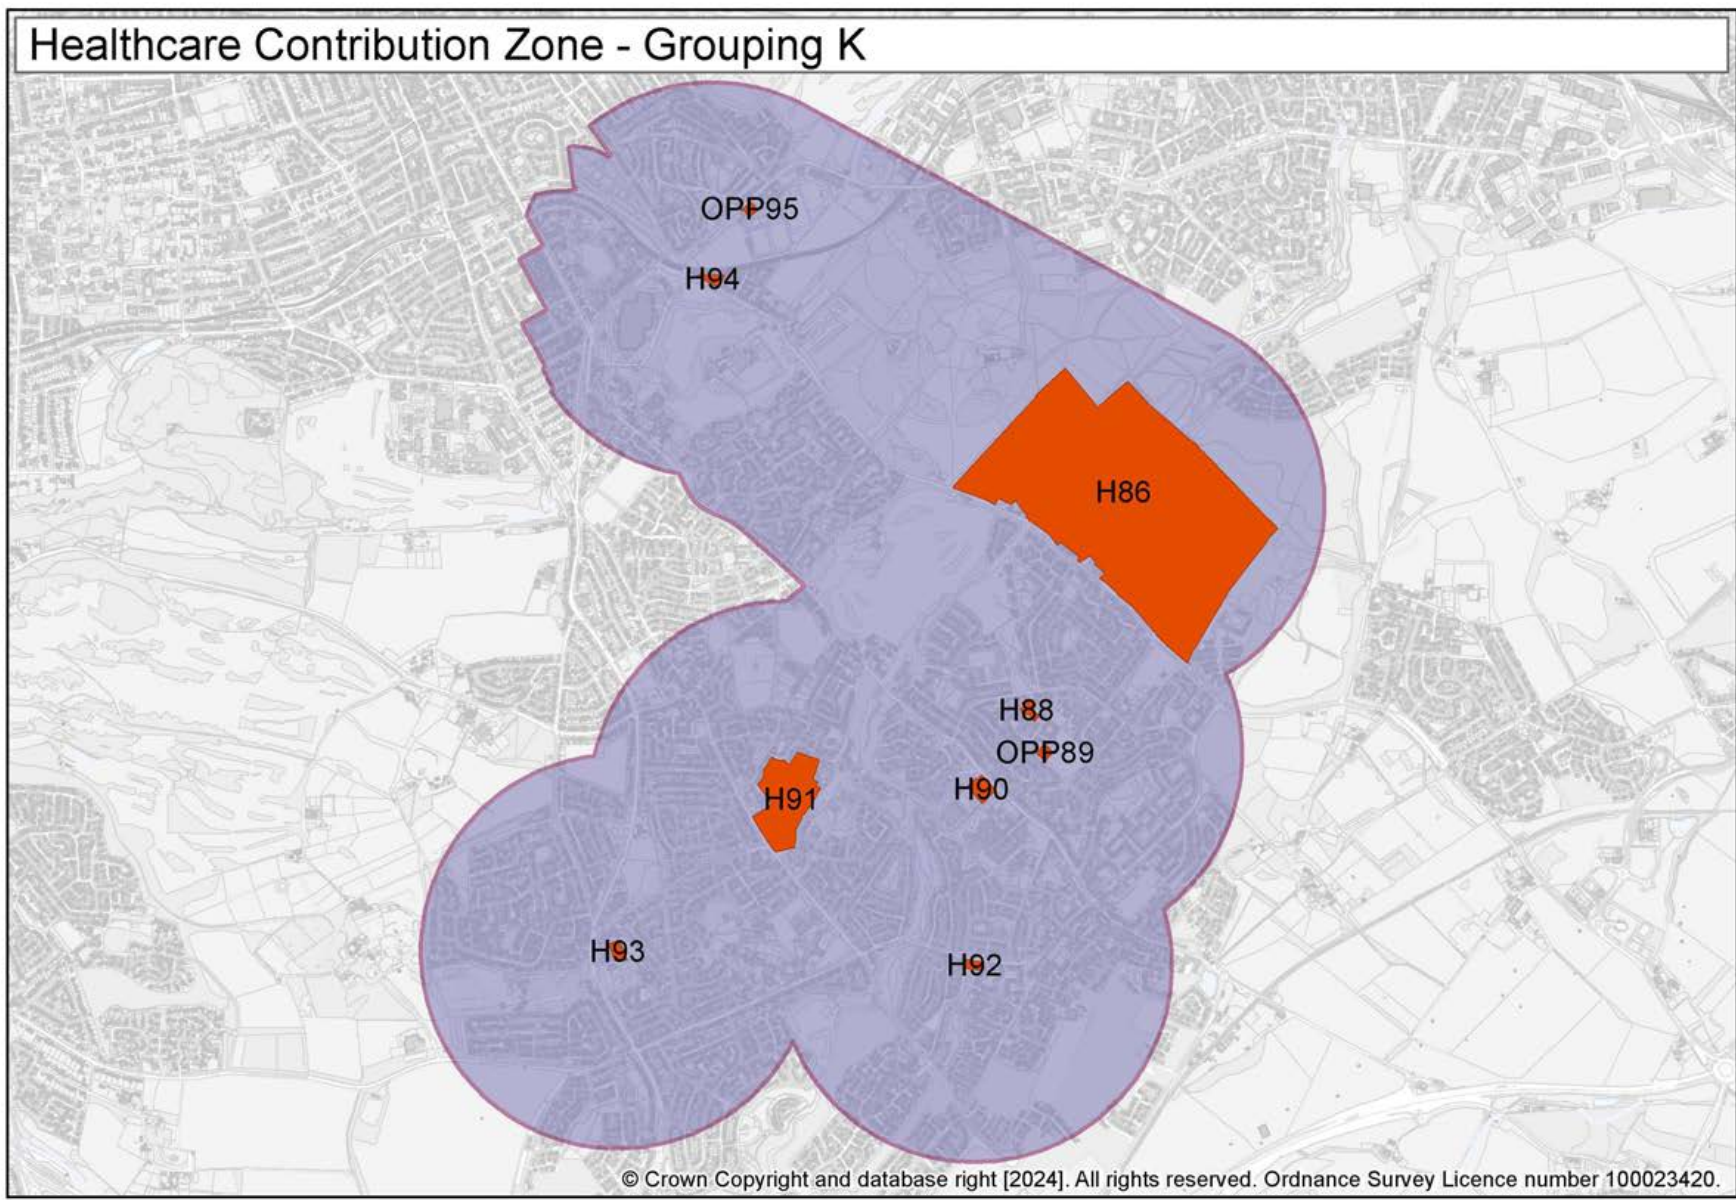 Healthcare Contribution Zone - Grouping K
OPP95
H94
H86
H88
OPP89
H90
H91
H93
H92
© Crown Copyright and database right [2024]. All rights reserved. Ordnance Survey Licence number 100023420.